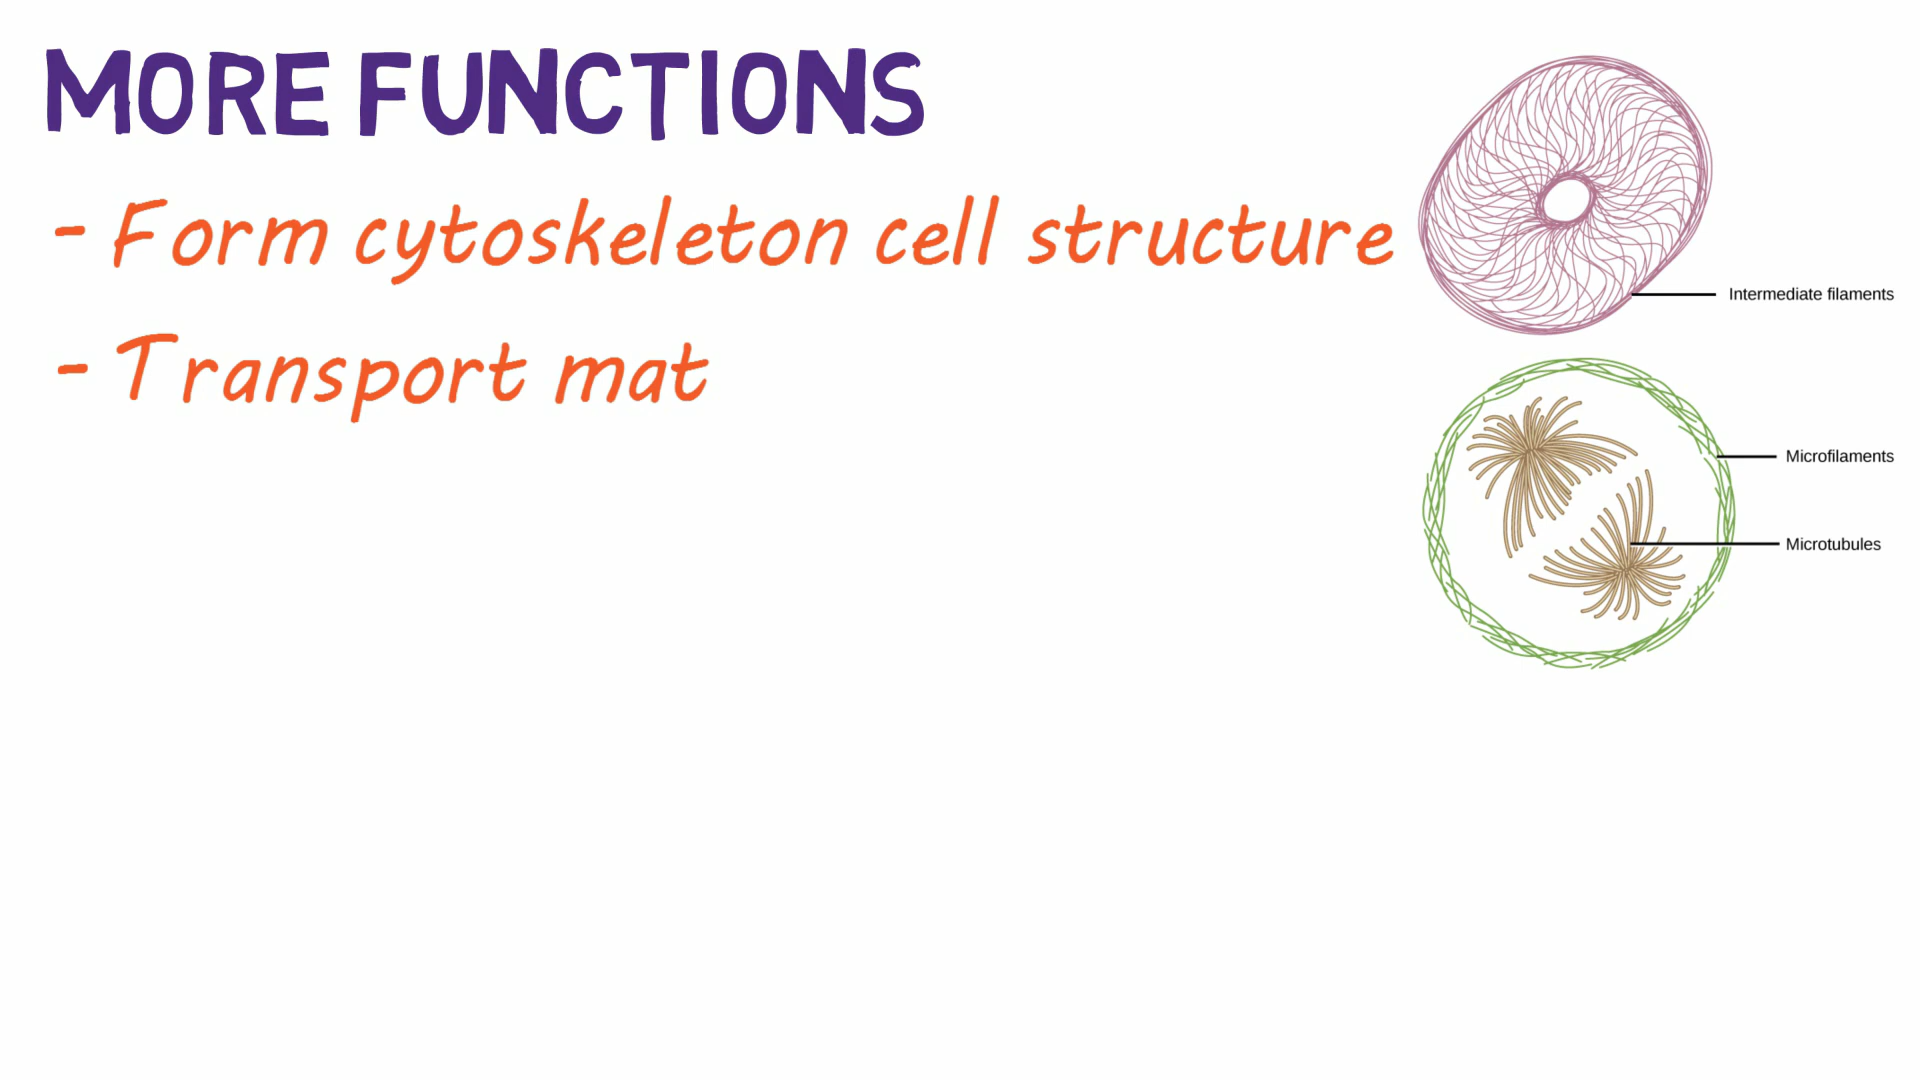 MORE FUNCTIONS
- Form cytoskeleton cell structure
- Transport mat
Intermediate filaments
Microfilaments
Microtubules